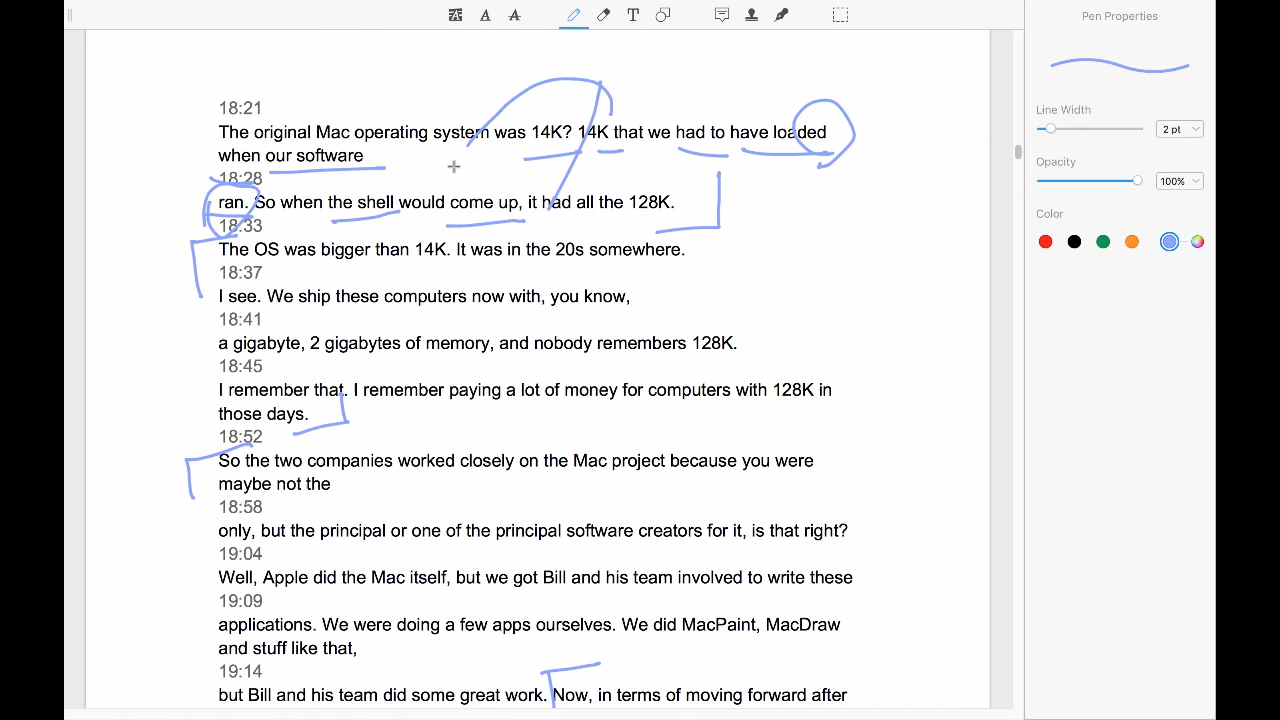 Pen Properties
18:21
The original Mac operating system was 14K? 14K that we had to have loaded
when our software
18:28
ran. So when the shell would come up, it had all the 128K.
18:33
The OS was bigger than 14K. It was in the 20s somewhere.
18:37
I see. We ship these computers now with, you know,
18:41
a gigabyte, 2 gigabytes of memory, and nobody remembers 128K.
18:45
I remember that. I remember paying a lot of money for computers with 128K in
those days.
18:52
So the two companies worked closely on the Mac project because you were
maybe not the
18:58
only, but the principal or one of the principal software creators for it, is that right?
19:04
Well, Apple did the Mac itself, but we got Bill and his team involved to write these
19:09
applications. We were doing a few apps ourselves. We did MacPaint, MacDraw
and stuff like that,
19:14
but Bill and his team did some great work. Now, in terms of moving forward after
Line Width
2 pt
Opacity
100%
Color